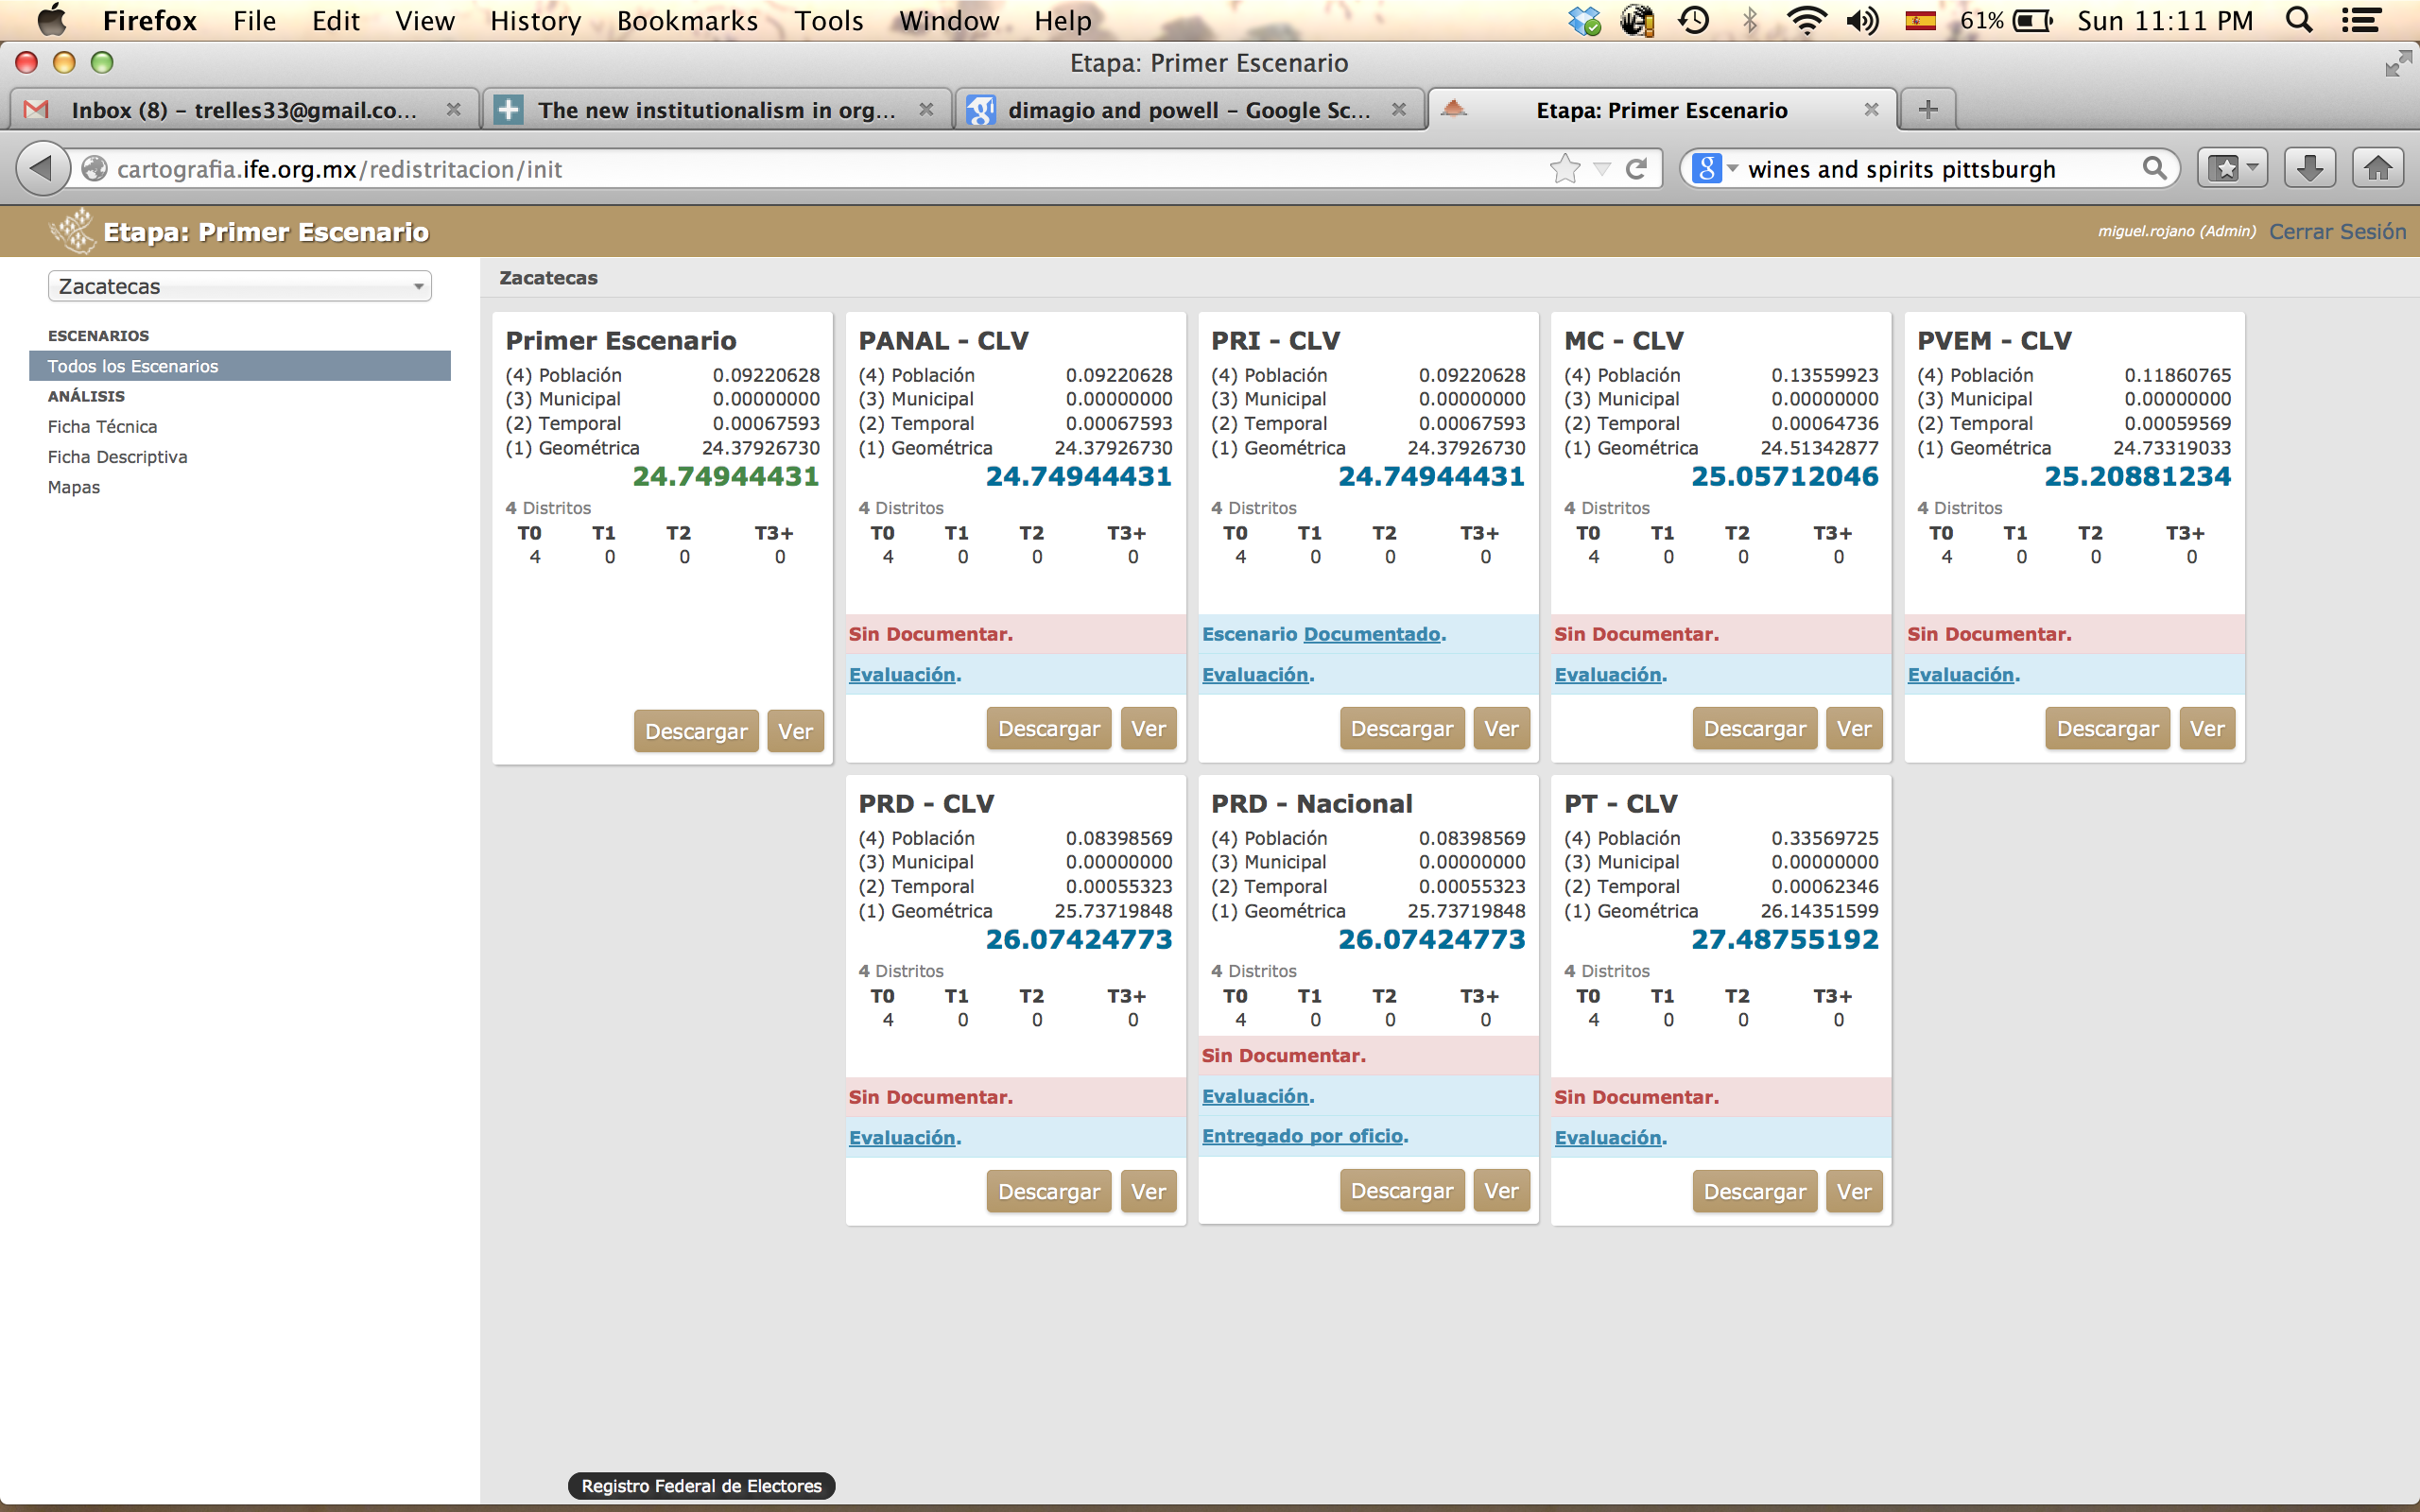 Firefox File Edit View History Bookmarks Tools Window Help 61% Sun 11:11 PM
Etapa: Primer Escenario
Inbox (8) – trelles33@gmail.co... The new institutionalism in org... dimagio and powell – Google Sc... Etapa: Primer Escenario
cartografia.ife.org.mx/redistritacion/init wines and spirits pittsburgh
Etapa: Primer Escenario miguel.rojano (Admin) Cerrar Sesión
Zacatecas
ESCENARIOS
Todos los Escenarios
ANÁLISIS
Ficha Técnica
Ficha Descriptiva
Mapas
Zacatecas
Primer Escenario
(4) Población 0.09220628
(3) Municipal 0.00000000
(2) Temporal 0.00067593
(1) Geométrica 24.37926730
24.74944431
4 Distritos
T0 T1 T2 T3+
4 0 0 0
Descargar Ver
PANAL - CLV
(4) Población 0.09220628
(3) Municipal 0.00000000
(2) Temporal 0.00067593
(1) Geométrica 24.37926730
24.74944431
4 Distritos
T0 T1 T2 T3+
4 0 0 0
Sin Documentar.
Evaluación.
Descargar Ver
PRI - CLV
(4) Población 0.09220628
(3) Municipal 0.00000000
(2) Temporal 0.00067593
(1) Geométrica 24.37926730
24.74944431
4 Distritos
T0 T1 T2 T3+
4 0 0 0
Escenario Documentado.
Evaluación.
Descargar Ver
MC - CLV
(4) Población 0.13559923
(3) Municipal 0.00000000
(2) Temporal 0.00064736
(1) Geométrica 24.51342877
25.05712046
4 Distritos
T0 T1 T2 T3+
4 0 0 0
Sin Documentar.
Evaluación.
Descargar Ver
PVEM - CLV
(4) Población 0.11860765
(3) Municipal 0.00000000
(2) Temporal 0.00059569
(1) Geométrica 24.73319033
25.20881234
4 Distritos
T0 T1 T2 T3+
4 0 0 0
Sin Documentar.
Evaluación.
Descargar Ver
PRD - CLV
(4) Población 0.08398569
(3) Municipal 0.00000000
(2) Temporal 0.00055323
(1) Geométrica 25.73719848
26.07424773
4 Distritos
T0 T1 T2 T3+
4 0 0 0
Sin Documentar.
Evaluación.
Descargar Ver
PRD - Nacional
(4) Población 0.08398569
(3) Municipal 0.00000000
(2) Temporal 0.00055323
(1) Geométrica 25.73719848
26.07424773
4 Distritos
T0 T1 T2 T3+
4 0 0 0
Sin Documentar.
Evaluación.
Entregado por oficio.
Descargar Ver
PT - CLV
(4) Población 0.33569725
(3) Municipal 0.00000000
(2) Temporal 0.00062346
(1) Geométrica 26.14351599
27.48755192
4 Distritos
T0 T1 T2 T3+
4 0 0 0
Sin Documentar.
Evaluación.
Descargar Ver
Registro Federal de Electores